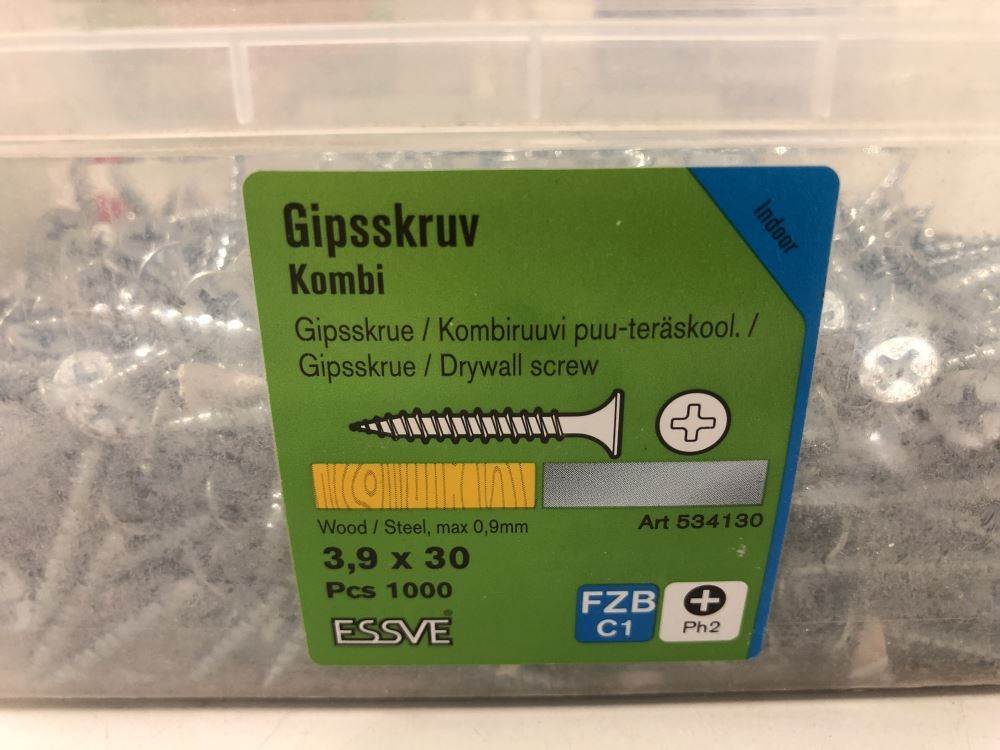 Gipsskruv
Kombi
Indoor
Gipsskrue / Kombiruuvi puu-teräskool. /
Gipsskrue / Drywall screw
Wood / Steel, max 0,9mm
Art 534130
3,9 x 30
Pcs 1000
ESSVE®
FZB
C1
Ph2